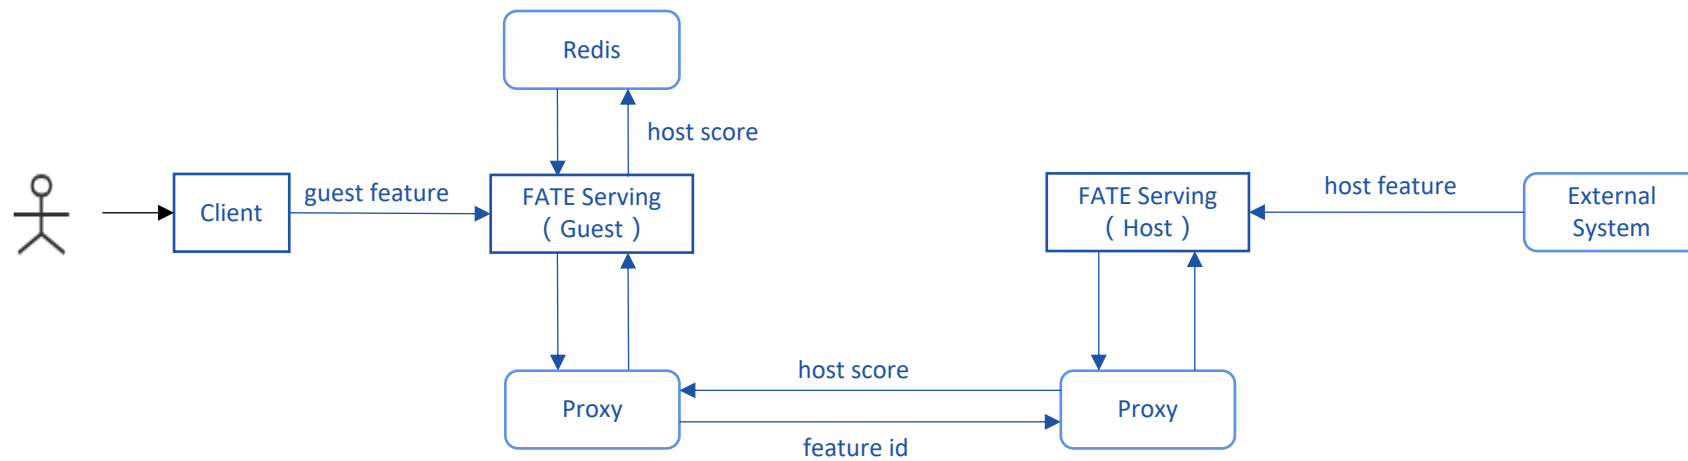 Redis
host score
Client
guest feature
FATE Serving
( Guest )
FATE Serving
( Host )
host feature
External
System
Proxy
host score
feature id
Proxy